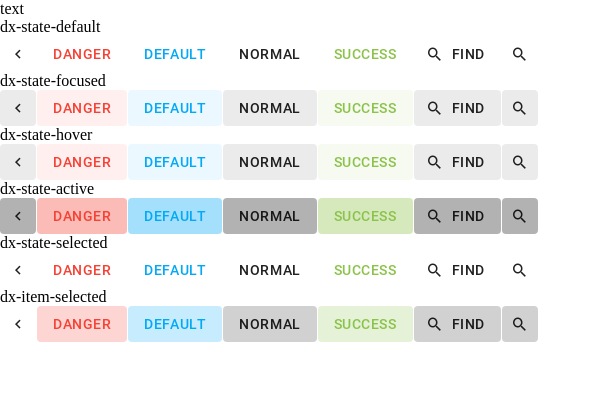 text
dx-state-default
DANGER DEFAULT NORMAL SUCCESS FIND
dx-state-focused
DANGER DEFAULT NORMAL SUCCESS FIND
dx-state-hover
DANGER DEFAULT NORMAL SUCCESS FIND
dx-state-active
DANGER DEFAULT NORMAL SUCCESS FIND
dx-state-selected
DANGER DEFAULT NORMAL SUCCESS FIND
dx-item-selected
DANGER DEFAULT NORMAL SUCCESS FIND